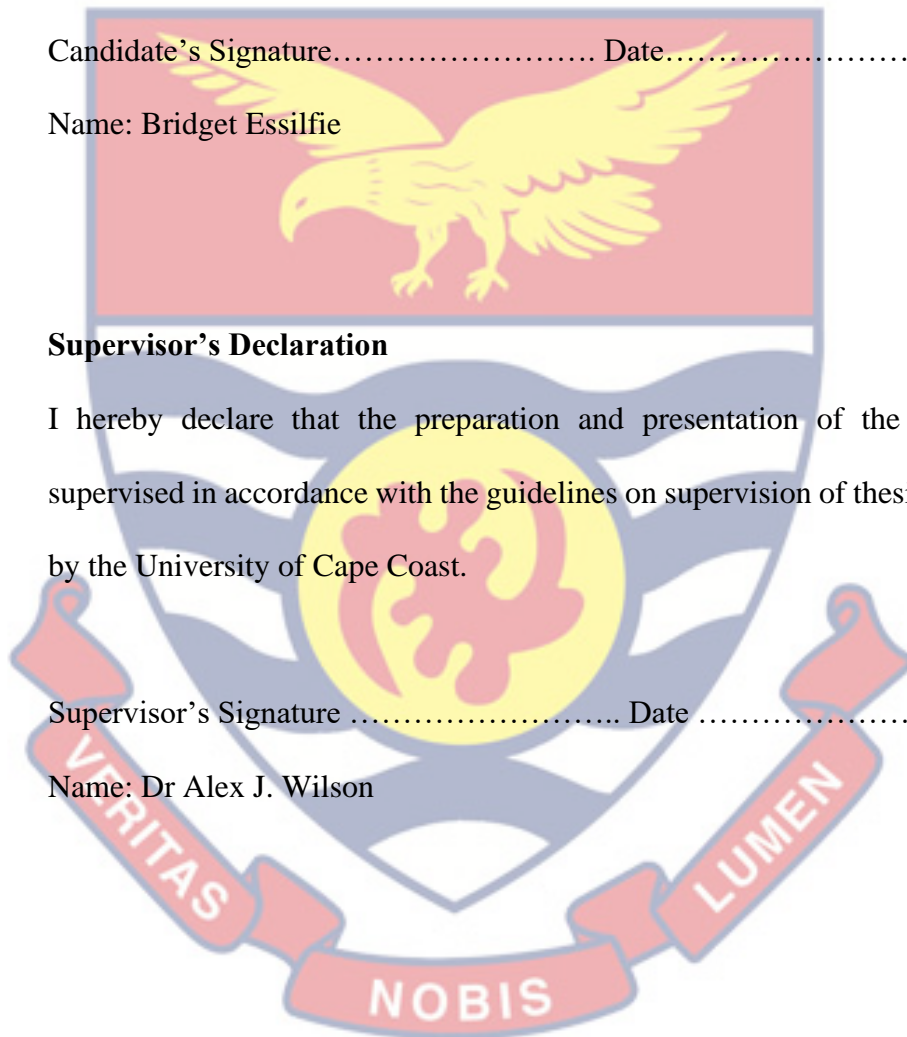 Candidate’s Signature…………………….. Date……………………
Name: Bridget Essilfie
Supervisor’s Declaration
I hereby declare that the preparation and presentation of the
supervised in accordance with the guidelines on supervision of thesi
by the University of Cape Coast.
Supervisor’s Signature …………………….. Date …………………
Name: Dr Alex J. Wilson
VERITAS
NOBIS
LUMEN